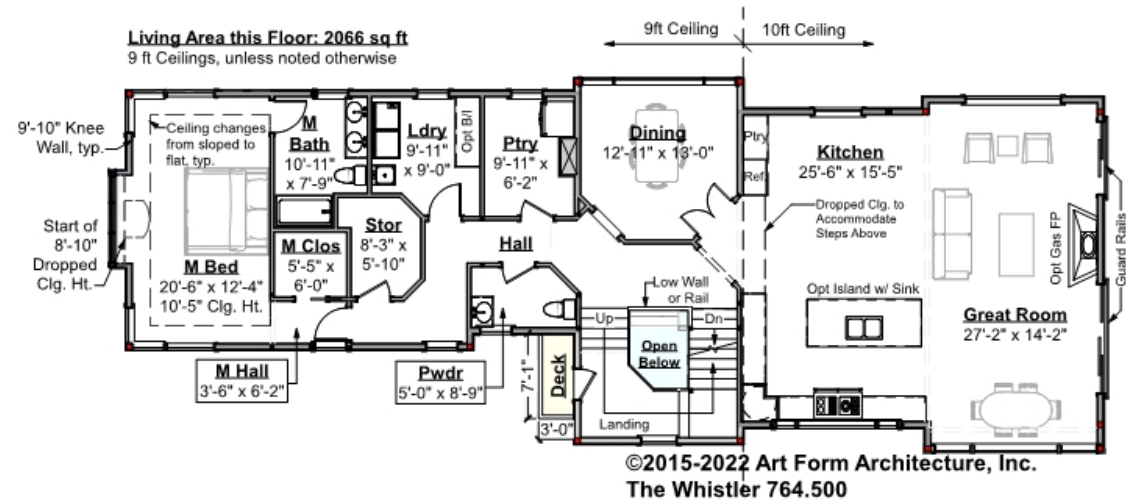 Living Area this Floor: 2066 sq ft
9 ft Ceilings, unless noted otherwise
9ft Ceiling
10ft Ceiling
9'-10" Knee
Wall, typ.
Ceiling changes
from sloped to
flat, typ.
M
Bath
10'-11"
x 7'-9"
Ldry
9'-11"
x 9'-0"
Opt B/I
Ptry
9'-11" x
6'-2"
Dining
12'-11" x 13'-0"
Ptry
Ref
Kitchen
25'-6" x 15'-5"
Dropped Clg. to
Accommodate
Steps Above
Start of
8'-10"
Dropped
Clg. Ht.
M Bed
20'-6" x 12'-4"
10'-5" Clg. Ht.
M Clos
5'-5" x
6'-0"
Stor
8'-3" x
5'-10"
Hall
Low Wall
or Rail
Up
Dn
Open
Below
Opt Island w/ Sink
Opt Gas FP
Guard Rails
Great Room
27'-2" x 14'-2"
M Hall
3'-6" x 6'-2"
Pwdr
5'-0" x 8'-9"
7'-1"
Deck
3'-0"
Landing
©2015-2022 Art Form Architecture, Inc.
The Whistler 764.500